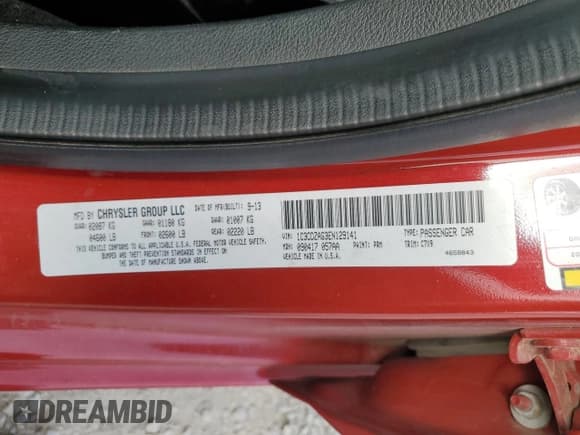 MFD BY CHRYSLER GROUP LLC DATE OF MFR(BUILT): 9-13
GVWR: 02087 KG GAWR: 01180 KG GAWR: 01007 KG
04600 LB FRONT: 02600 LB REAR: 02220 LB
THIS VEHICLE CONFORMS TO ALL APPLICABLE U.S.A. FEDERAL MOTOR VEHICLE SAFETY,
BUMPER AND THEFT PREVENTION STANDARDS IN EFFECT ON
THE DATE OF MANUFACTURE SHOWN ABOVE.
VIN: 1C3CDZAG3EN129141 TYPE: PASSENGER CAR
MDH: 090417 057AA PAINT: PRM TRIM: C7V9
VEHICLE MADE IN U.S.A. 4658843
DREAMBID